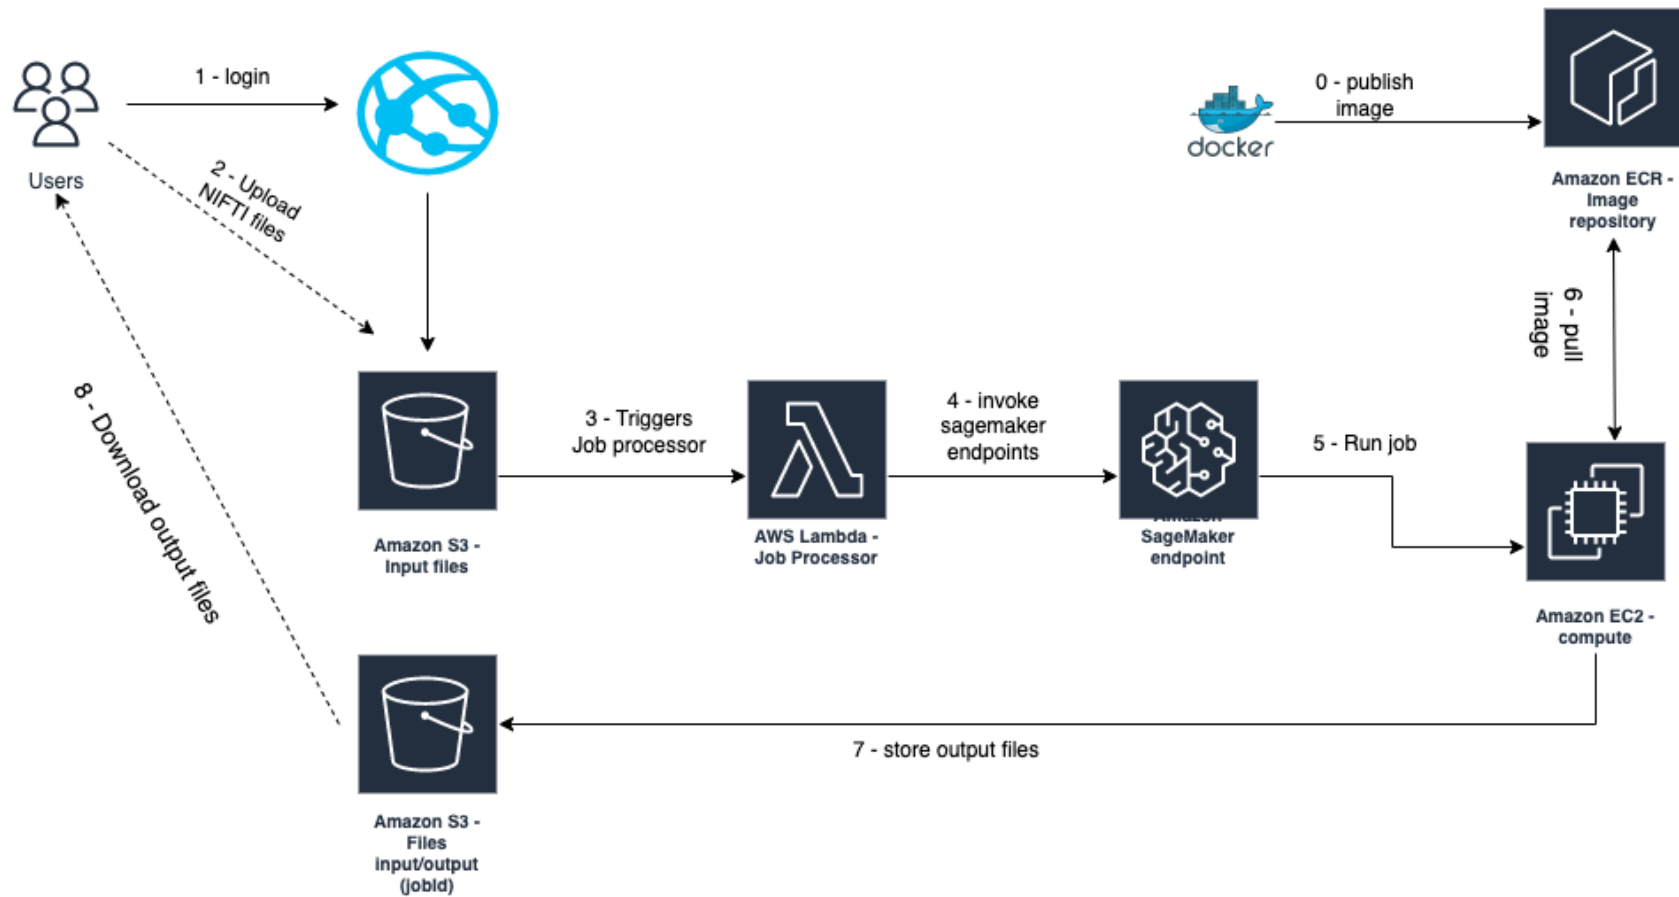 1 - login
Users
2 - Upload
NIFTI files
docker
0 - publish
image
Amazon ECR -
Image
repository
6 - pull
image
3 - Triggers
Job processor
4 - invoke
sagemaker
endpoints
5 - Run job
Amazon S3 -
Input files
AWS Lambda -
Job Processor
Amazon
SageMaker
endpoint
Amazon EC2 -
compute
8 - Download output files
7 - store output files
Amazon S3 -
Files
input/output
(jobId)